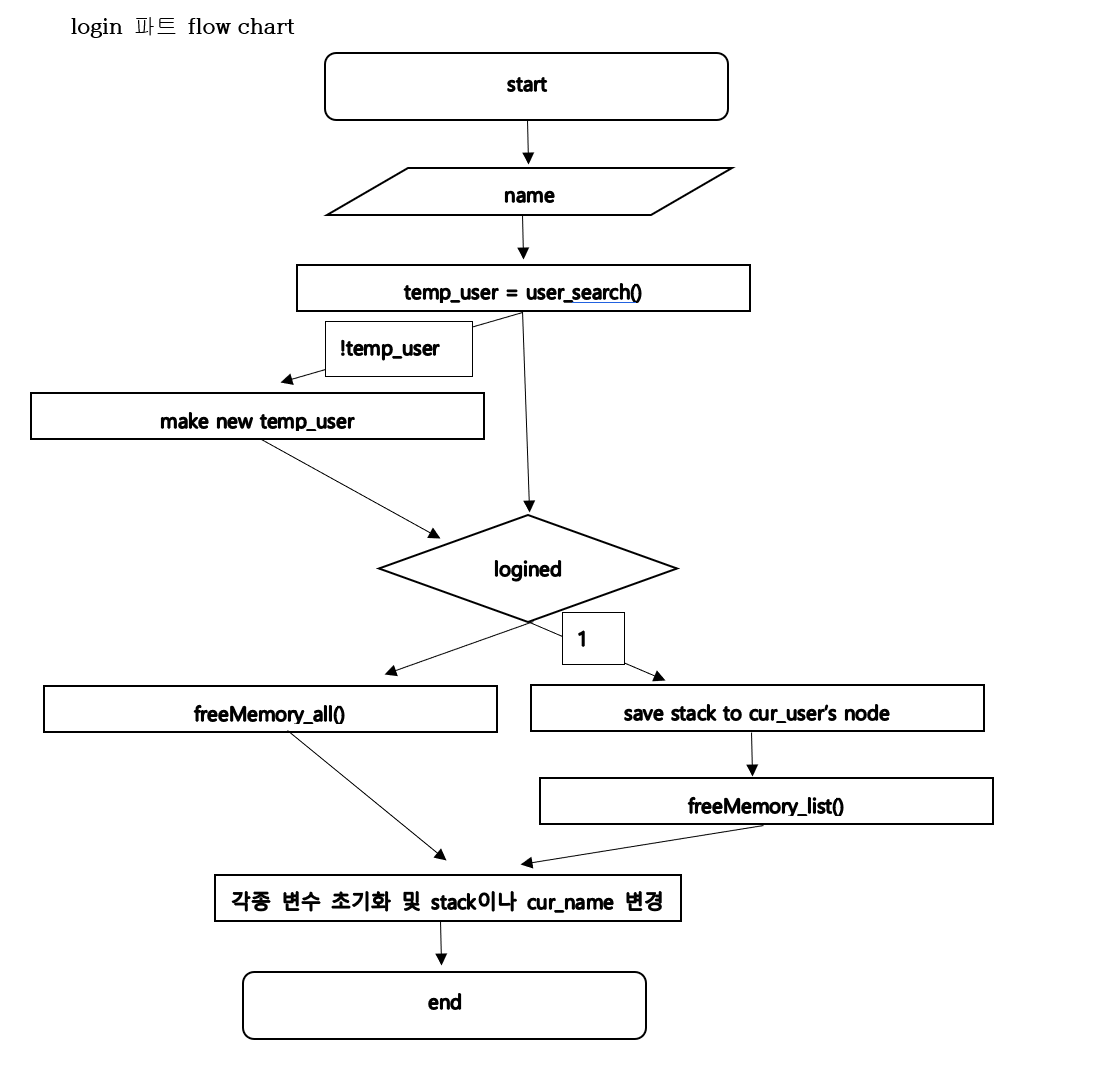 login 파트 flow chart
start
name
temp_user = user_search()
!temp_user
make new temp_user
logined
1
freeMemory_all()
save stack to cur_user’s node
freeMemory_list()
각종 변수 초기화 및 stack이나 cur_name 변경
end